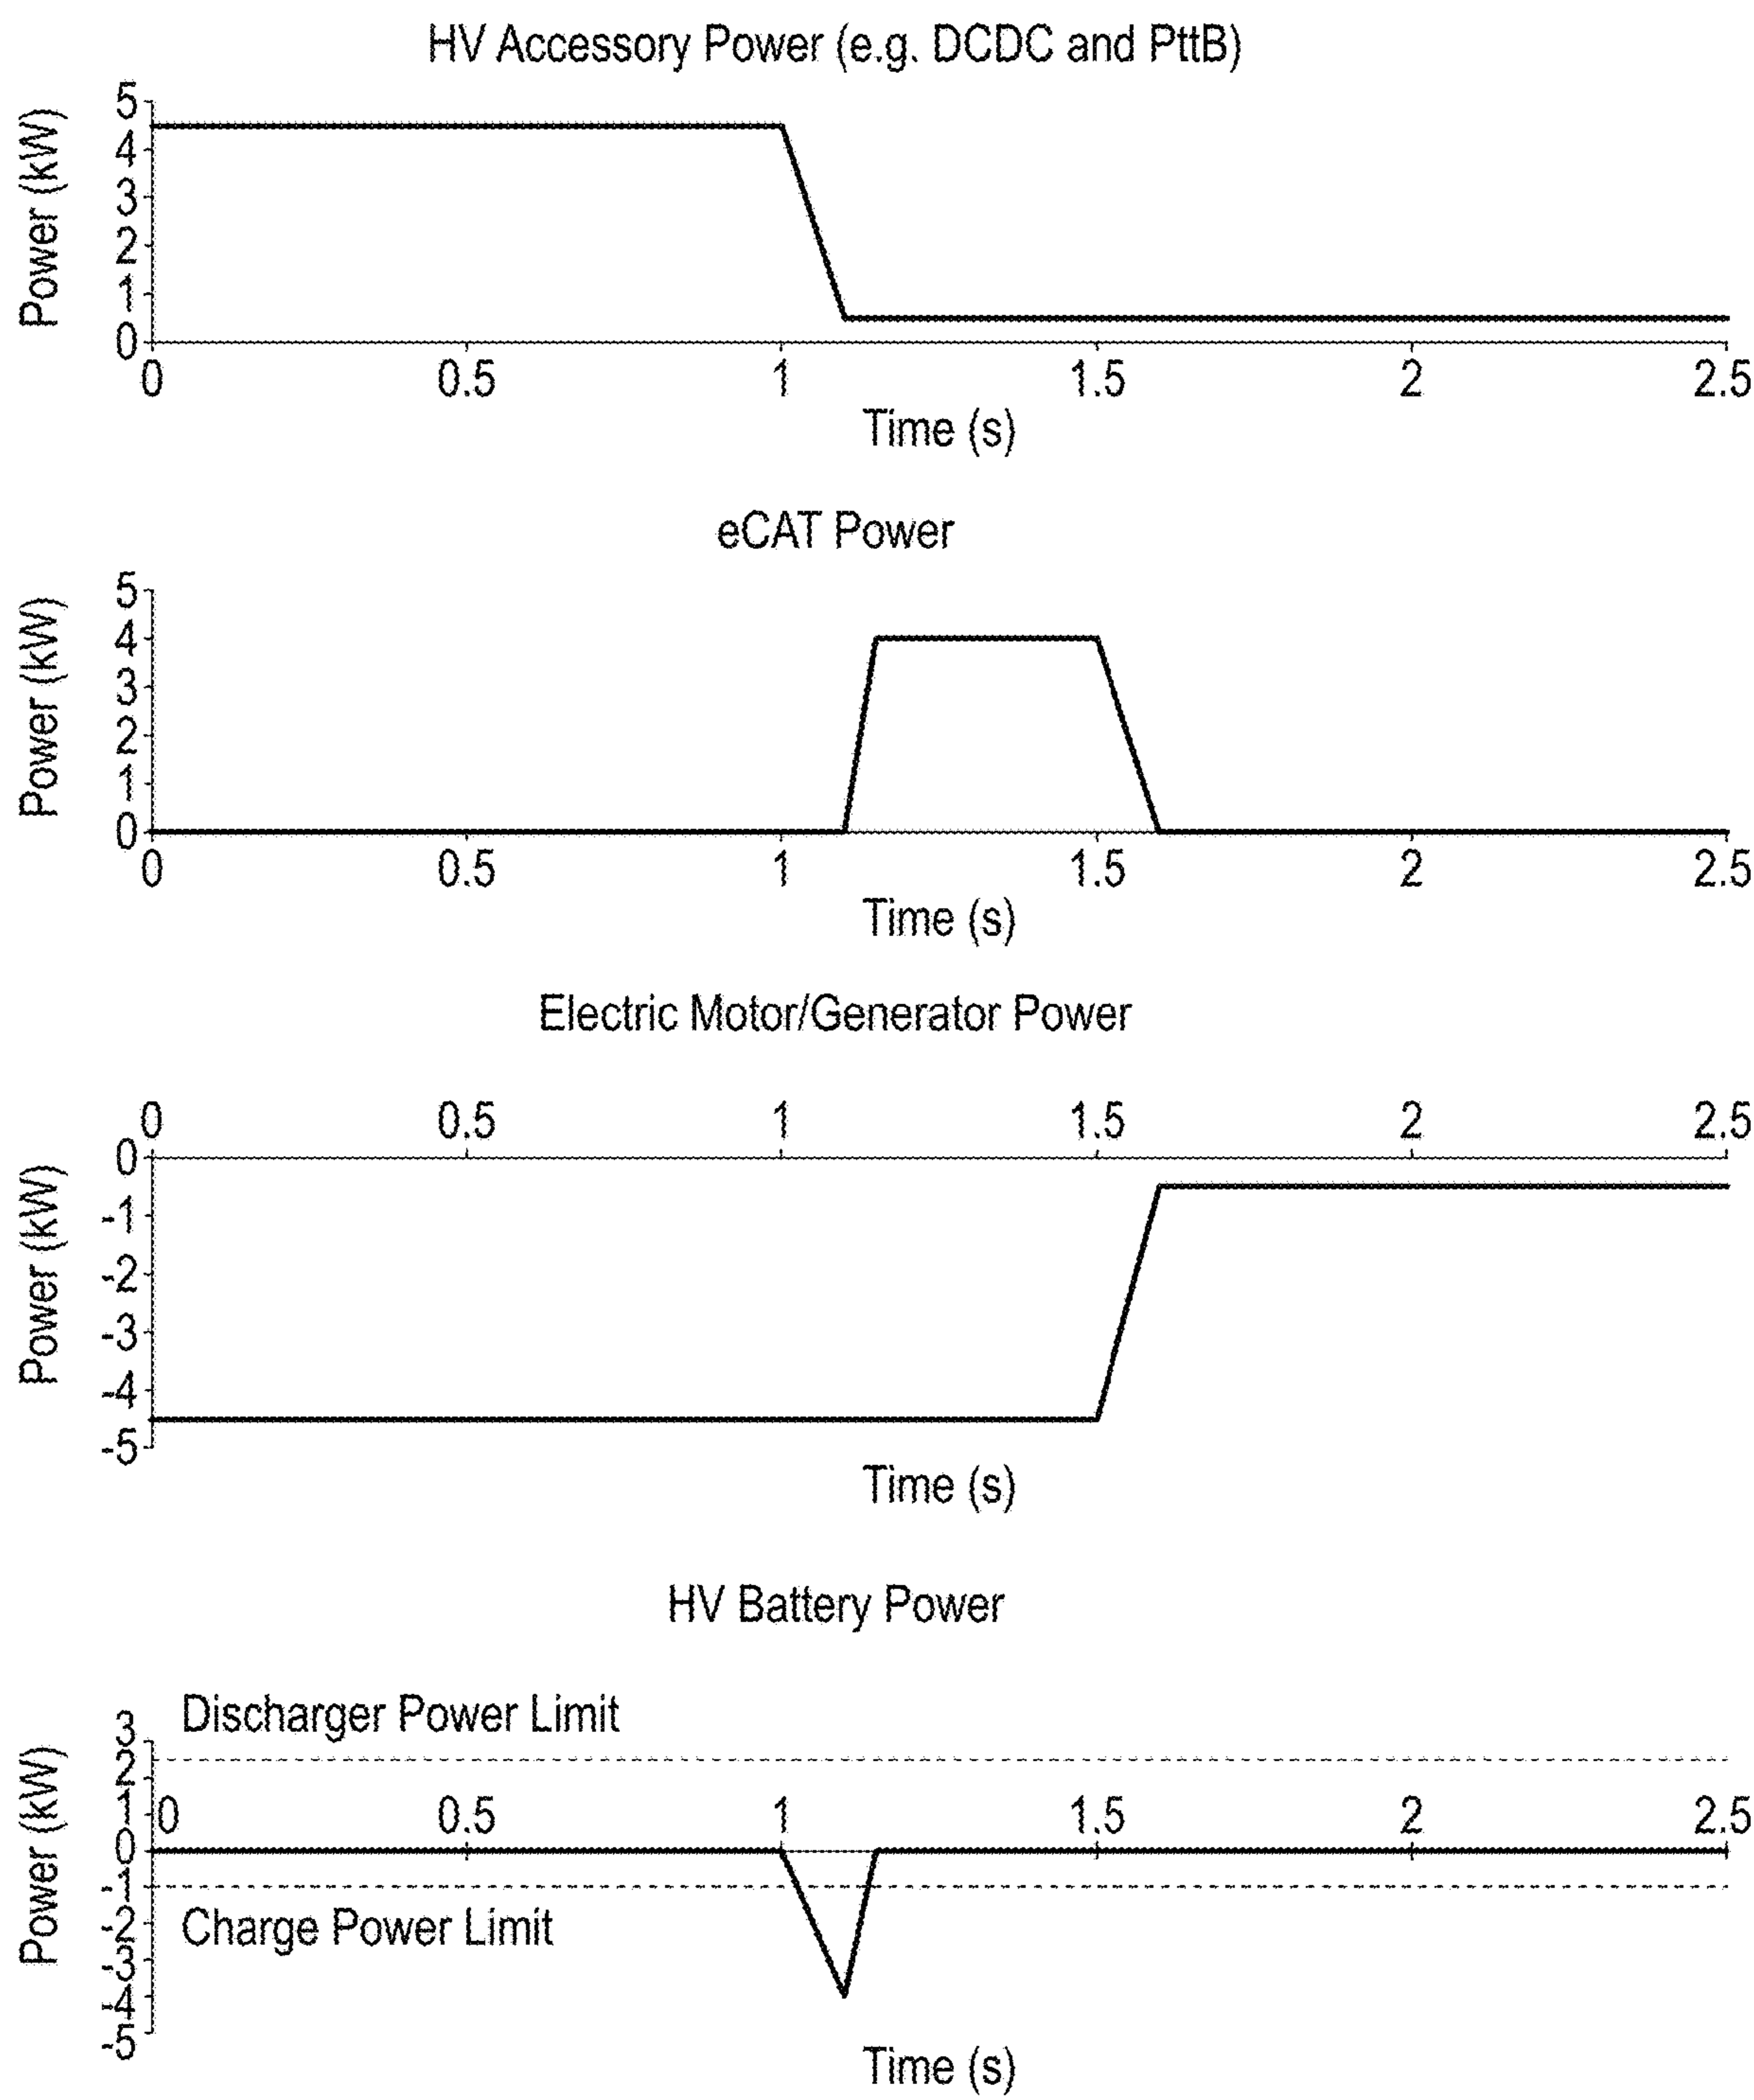 HV Accessory Power (e.g. DCDC and PttB)
Power (kW)
5
4
3
2
1
0
0 0.5 1 1.5 2 2.5
Time (s)
eCAT Power
Power (kW)
5
4
3
2
1
0
0 0.5 1 1.5 2 2.5
Time (s)
Electric Motor/Generator Power
0 0.5 1 1.5 2 2.5
Power (kW)
0
-1
-2
-3
-4
-5
Time (s)
HV Battery Power
Discharger Power Limit
Power (kW)
3
2
1
0
-1
-2
-3
-4
-5
0 0.5 1 1.5 2 2.5
Charge Power Limit
Time (s)